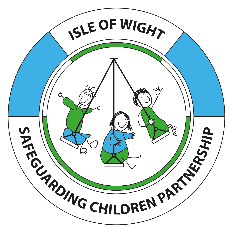 ISLE OF WIGHT
SAFEGUARDING CHILDREN PARTNERSHIP